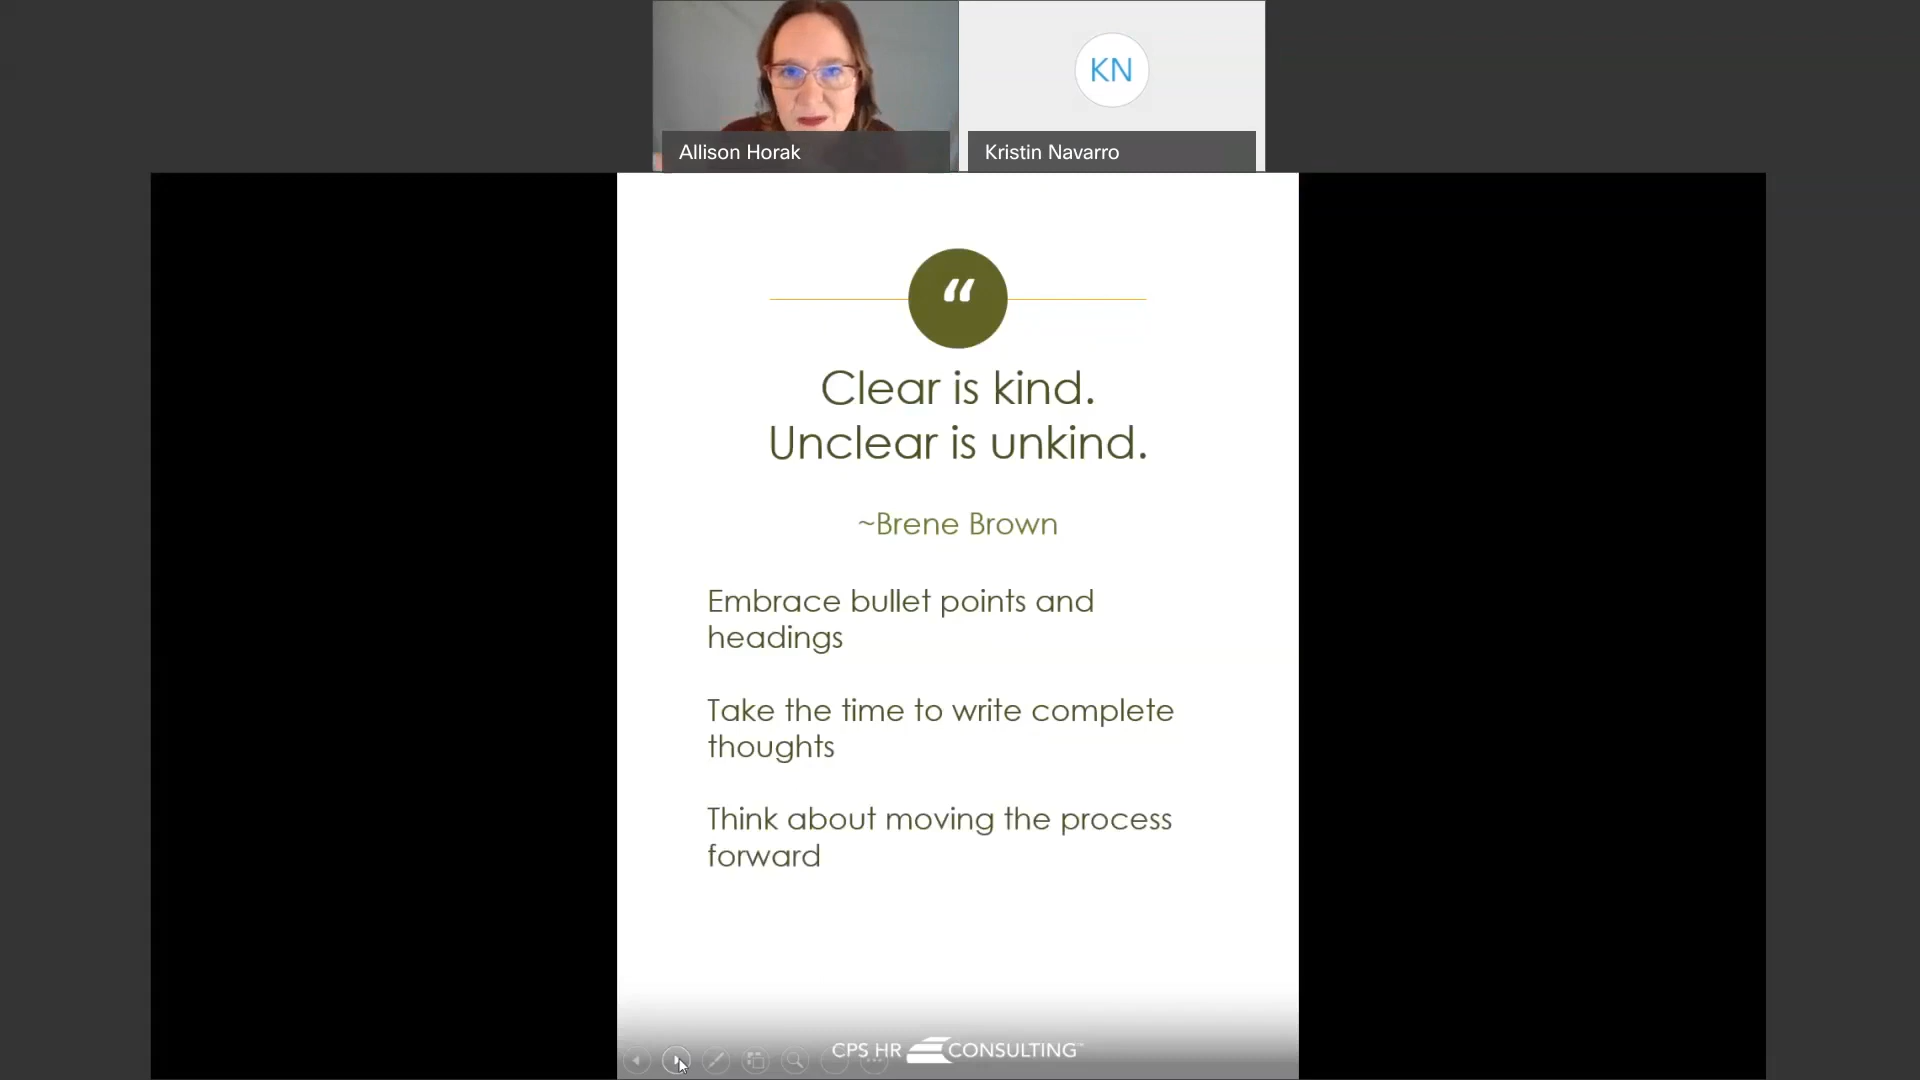 KN
Allison Horak
Kristin Navarro
“
Clear is kind.
Unclear is unkind.
~Brene Brown
Embrace bullet points and
headings
Take the time to write complete
thoughts
Think about moving the process
forward
CPS HR CONSULTING™